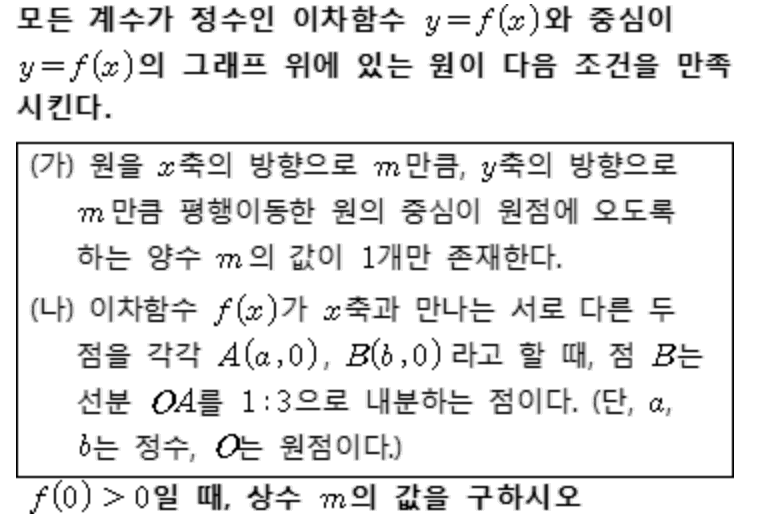 모든 계수가 정수인 이차함수 y=f(x)와 중심이
y=f(x)의 그래프 위에 있는 원이 다음 조건을 만족
시킨다.
(가) 원을 x축의 방향으로 m만큼, y축의 방향으로
m만큼 평행이동한 원의 중심이 원점에 오도록
하는 양수 m의 값이 1개만 존재한다.
(나) 이차함수 f(x)가 x축과 만나는 서로 다른 두
점을 각각 A(a,0), B(b,0)라고 할 때, 점 B는
선분 OA를 1:3으로 내분하는 점이다. (단, a,
b는 정수, O는 원점이다.)
f(0)>0일 때, 상수 m의 값을 구하시오